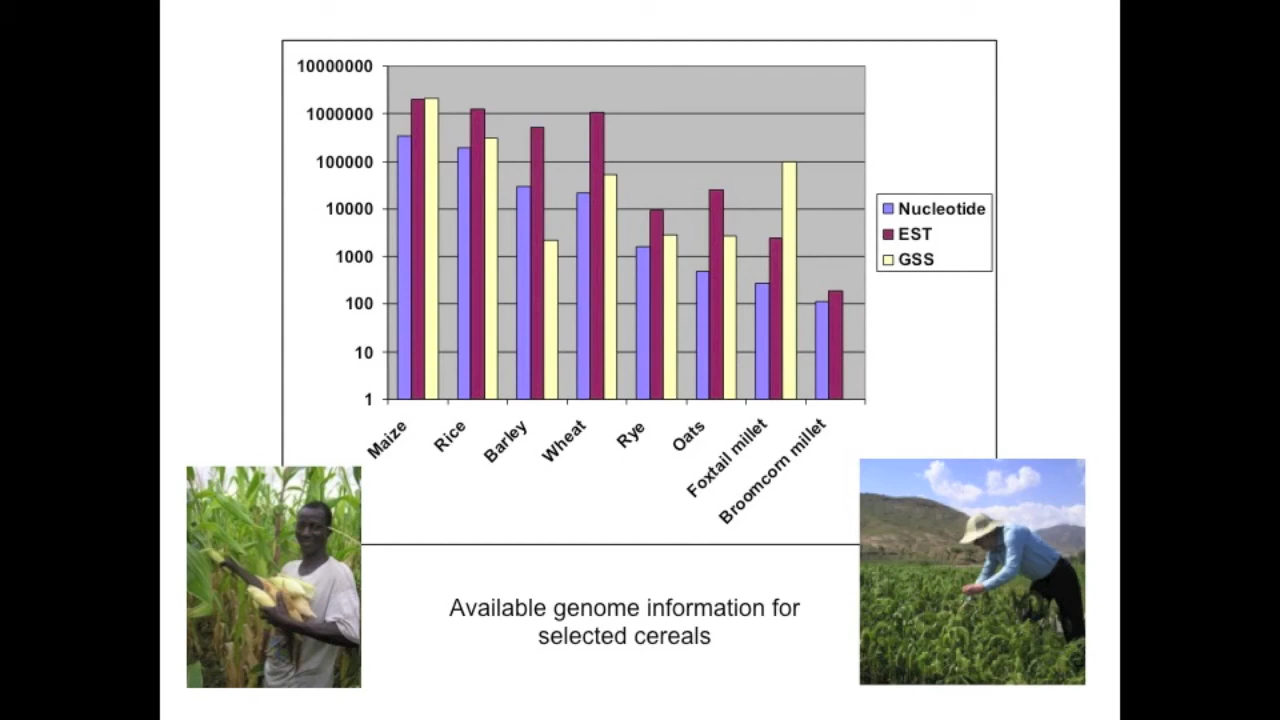 10000000
1000000
100000
10000
1000
100
10
1
Maize
Rice
Barley
Wheat
Rye
Oats
Foxtail millet
Broomcorn millet
Nucleotide
EST
GSS
Available genome information for
selected cereals